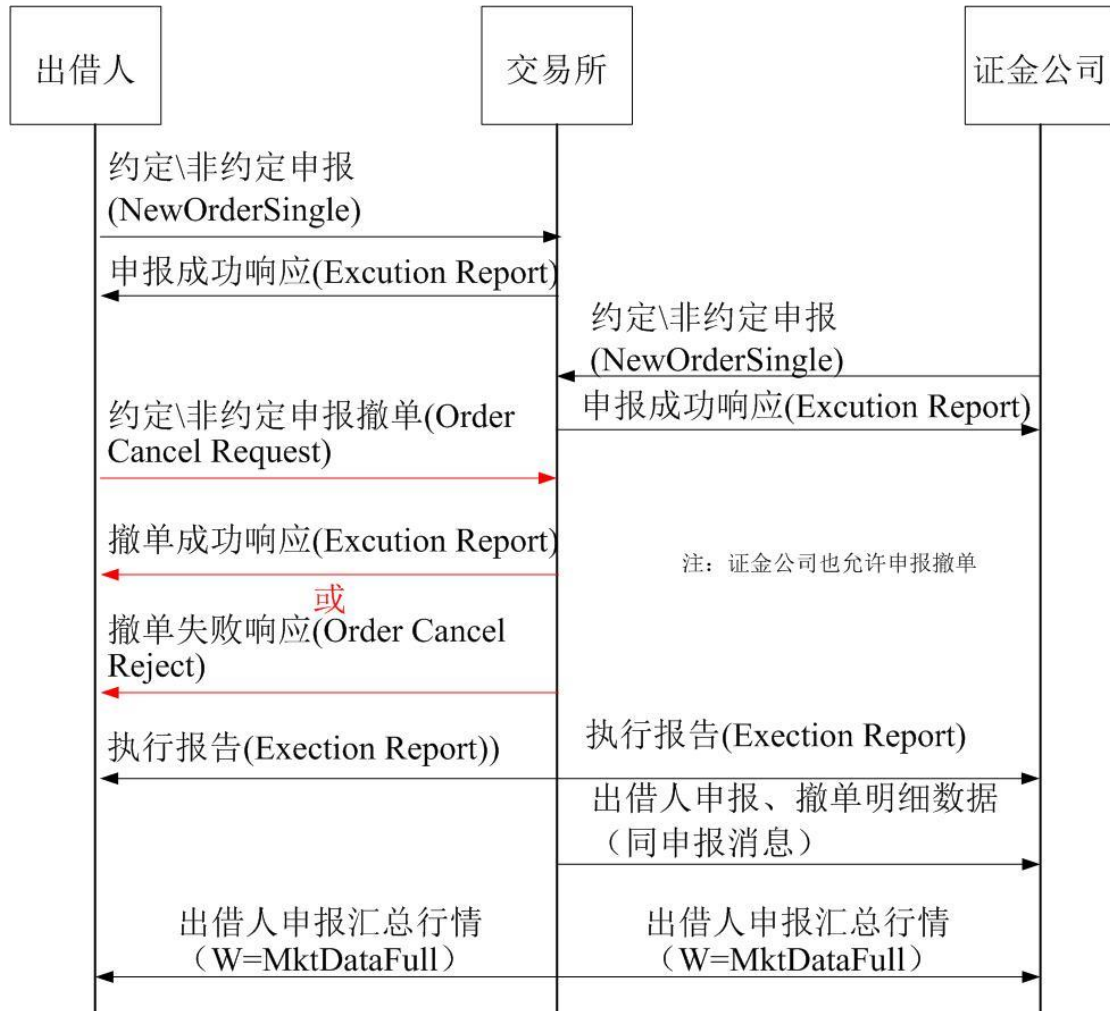 出借人
交易所
证金公司
约定\非约定申报
(NewOrderSingle)
申报成功响应(Excution Report)
约定\非约定申报
(NewOrderSingle)
申报成功响应(Excution Report)
约定\非约定申报撤单(Order
Cancel Request)
撤单成功响应(Excution Report)
注：证金公司也允许申报撤单
或
撤单失败响应(Order Cancel
Reject)
执行报告(Exection Report))
执行报告(Exection Report)
出借人申报、撤单明细数据
（同申报消息）
出借人申报汇总行情
（W=MktDataFull）
出借人申报汇总行情
（W=MktDataFull）